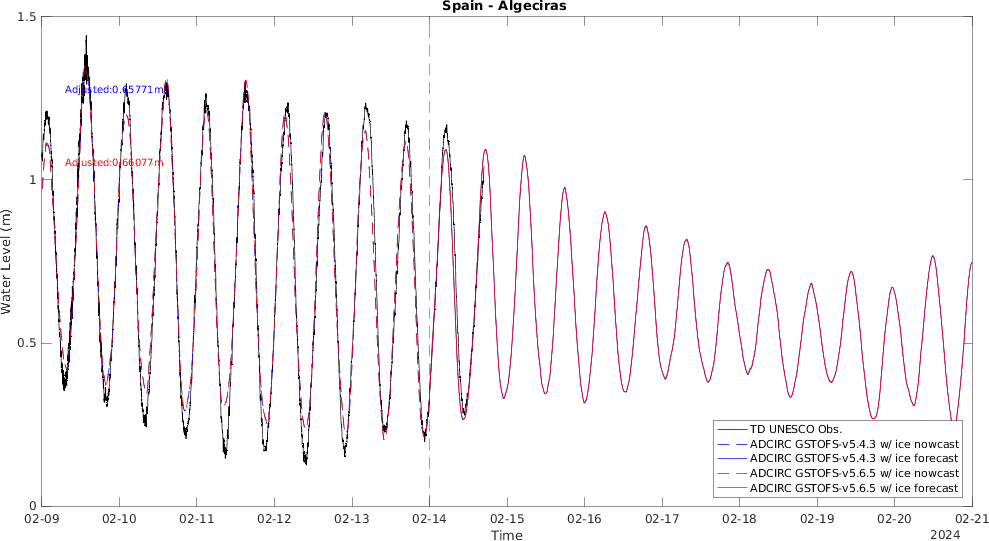 Spain - Algeciras
1.5
1
0.5
0
Water Level (m)
Adjusted:0.65771m
Adjusted:0.66077m
TD UNESCO Obs.
ADCIRC GSTOFS-v5.4.3 w/ ice nowcast
ADCIRC GSTOFS-v5.4.3 w/ ice forecast
ADCIRC GSTOFS-v5.6.5 w/ ice nowcast
ADCIRC GSTOFS-v5.6.5 w/ ice forecast
02-09 02-10 02-11 02-12 02-13 02-14 02-15 02-16 02-17 02-18 02-19 02-20 02-21
Time
2024